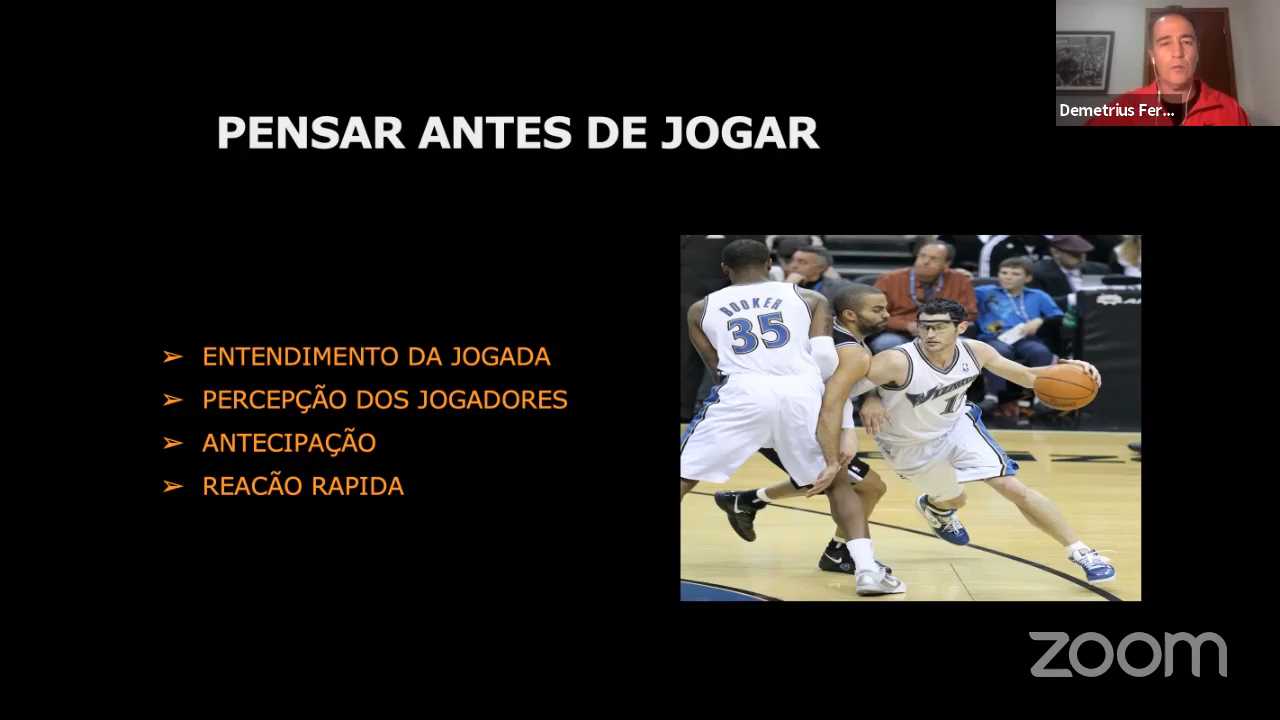 Demetrius Fer...
PENSAR ANTES DE JOGAR
➢ ENTENDIMENTO DA JOGADA
➢ PERCEPÇÃO DOS JOGADORES
➢ ANTECIPAÇÃO
➢ REACÃO RAPIDA
BOOKER
35
zoom